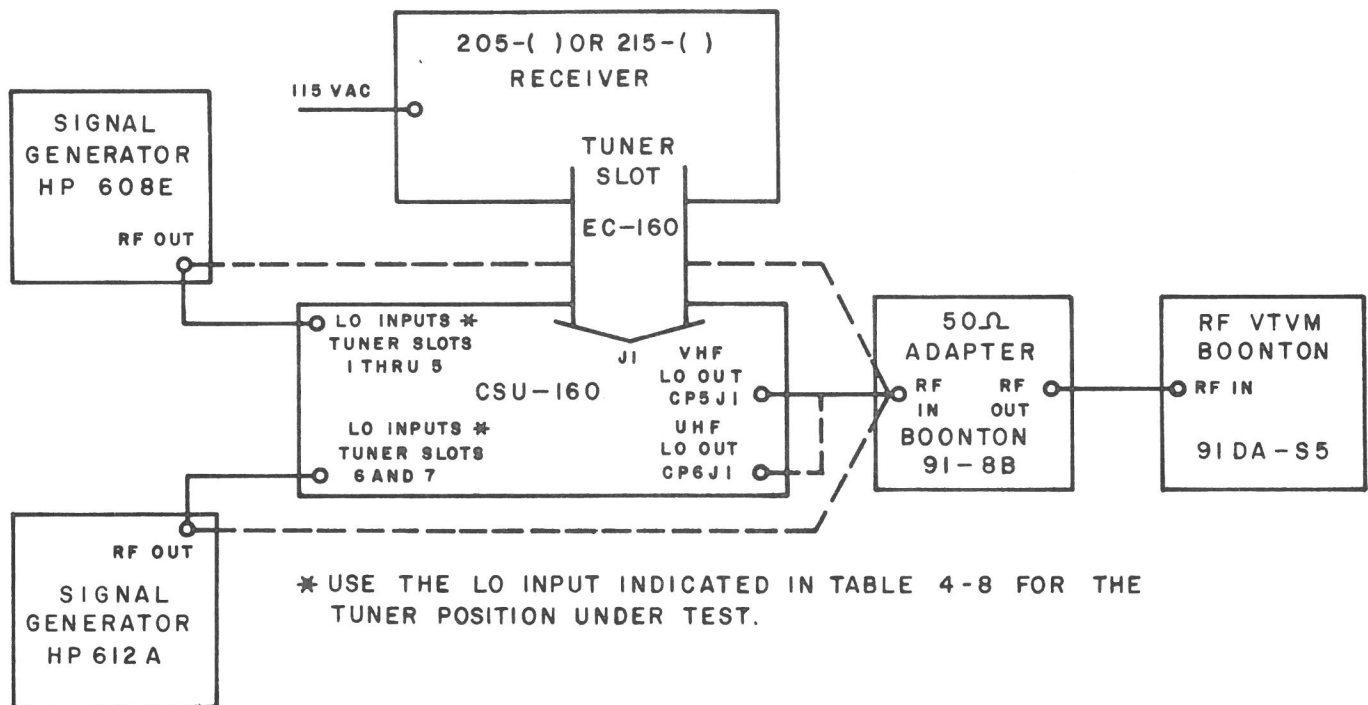 205-( ) OR 215-( )
RECEIVER
115 VAC
TUNER
SLOT
EC-160
SIGNAL
GENERATOR
HP 608E
RF OUT
LO INPUTS *
TUNER SLOTS
1 THRU 5
J1
CSU-160
VHF
LO OUT
CP5J1
LO INPUTS *
TUNER SLOTS
6 AND 7
UHF
LO OUT
CP6J1
50Ω
ADAPTER
RF IN
RF OUT
BOONTON
91-8B
RF VTVM
BOONTON
RF IN
91DA-S5
RF OUT
SIGNAL
GENERATOR
HP 612A
* USE THE LO INPUT INDICATED IN TABLE 4-8 FOR THE
TUNER POSITION UNDER TEST.